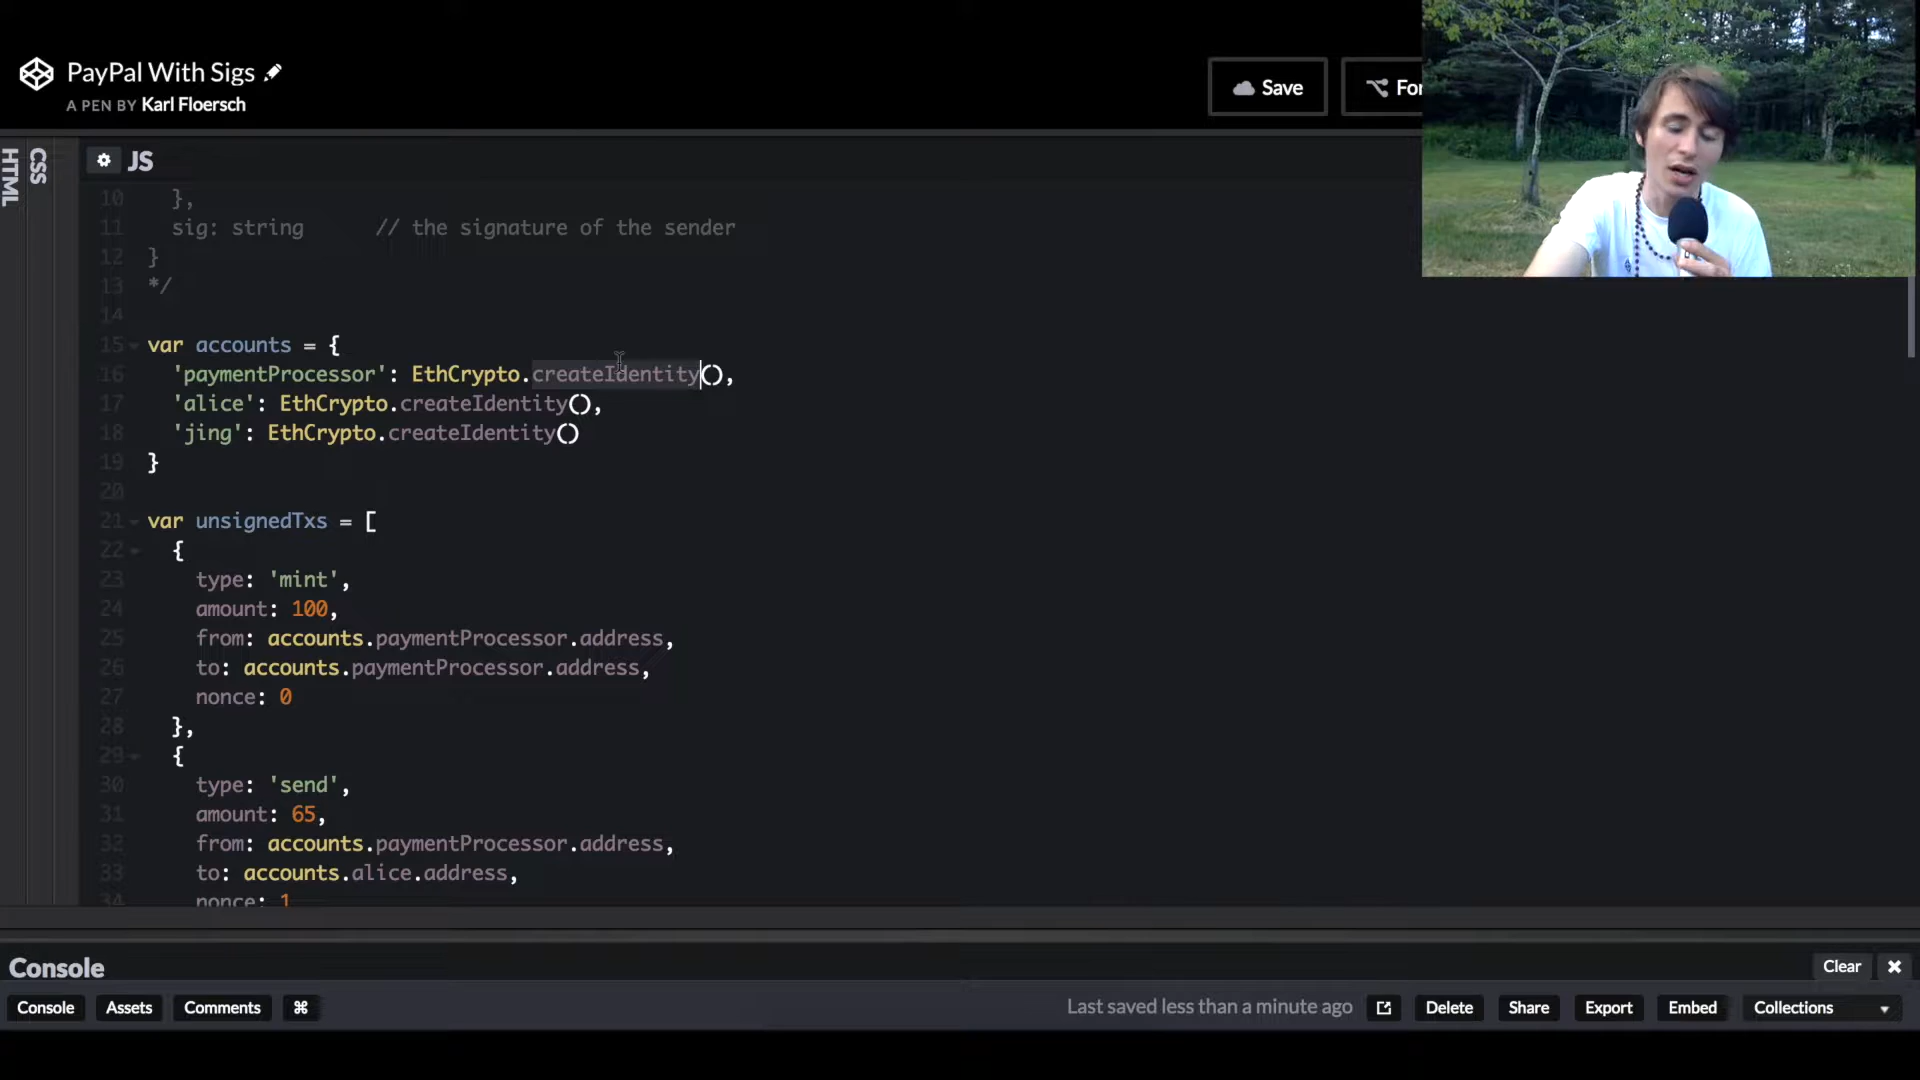 PayPal With Sigs
A PEN BY Karl Floersch
Save
For
HTML
CSS
JS
10 },
11 sig: string // the signature of the sender
12 }
13 */
14
15 var accounts = {
16 'paymentProcessor': EthCrypto.createIdentity(),
17 'alice': EthCrypto.createIdentity(),
18 'jing': EthCrypto.createIdentity()
19 }
20
21 var unsignedTxs = [
22 {
23 type: 'mint',
24 amount: 100,
25 from: accounts.paymentProcessor.address,
26 to: accounts.paymentProcessor.address,
27 nonce: 0
28 },
29 {
30 type: 'send',
31 amount: 65,
32 from: accounts.paymentProcessor.address,
33 to: accounts.alice.address,
34 nonce: 1
Console
Clear
Console Assets Comments ⌘ Last saved less than a minute ago Delete Share Export Embed Collections